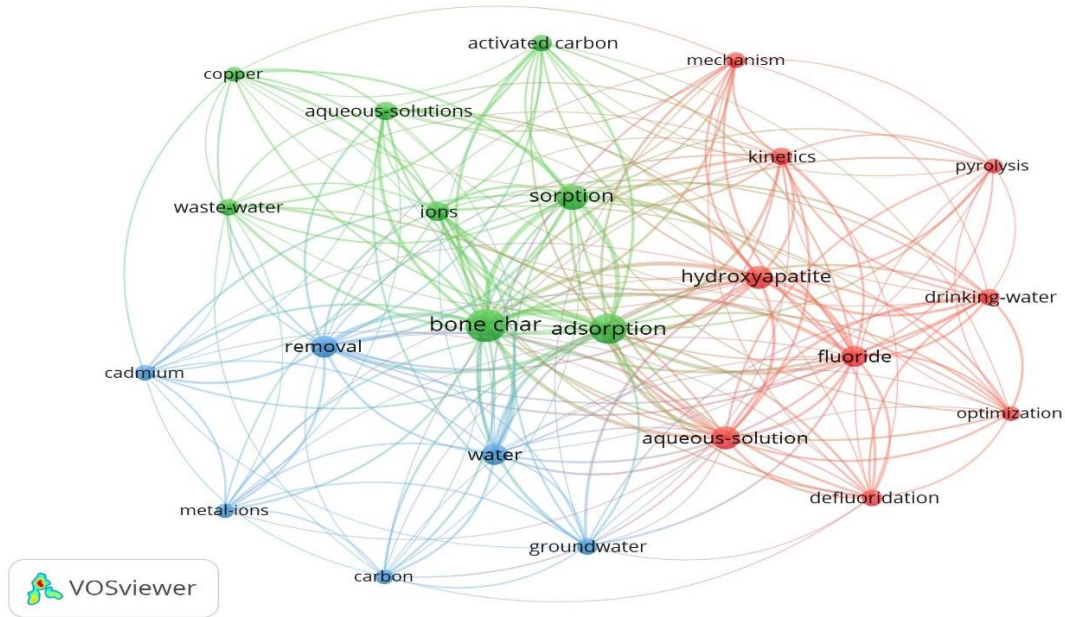 activated carbon
mechanism
copper
aqueous-solutions
kinetics
pyrolysis
sorption
waste-water
ions
hydroxyapatite
drinking-water
bone char
adsorption
removal
fluoride
cadmium
optimization
aqueous-solution
water
defluoridation
metal-ions
groundwater
carbon
VOSviewer